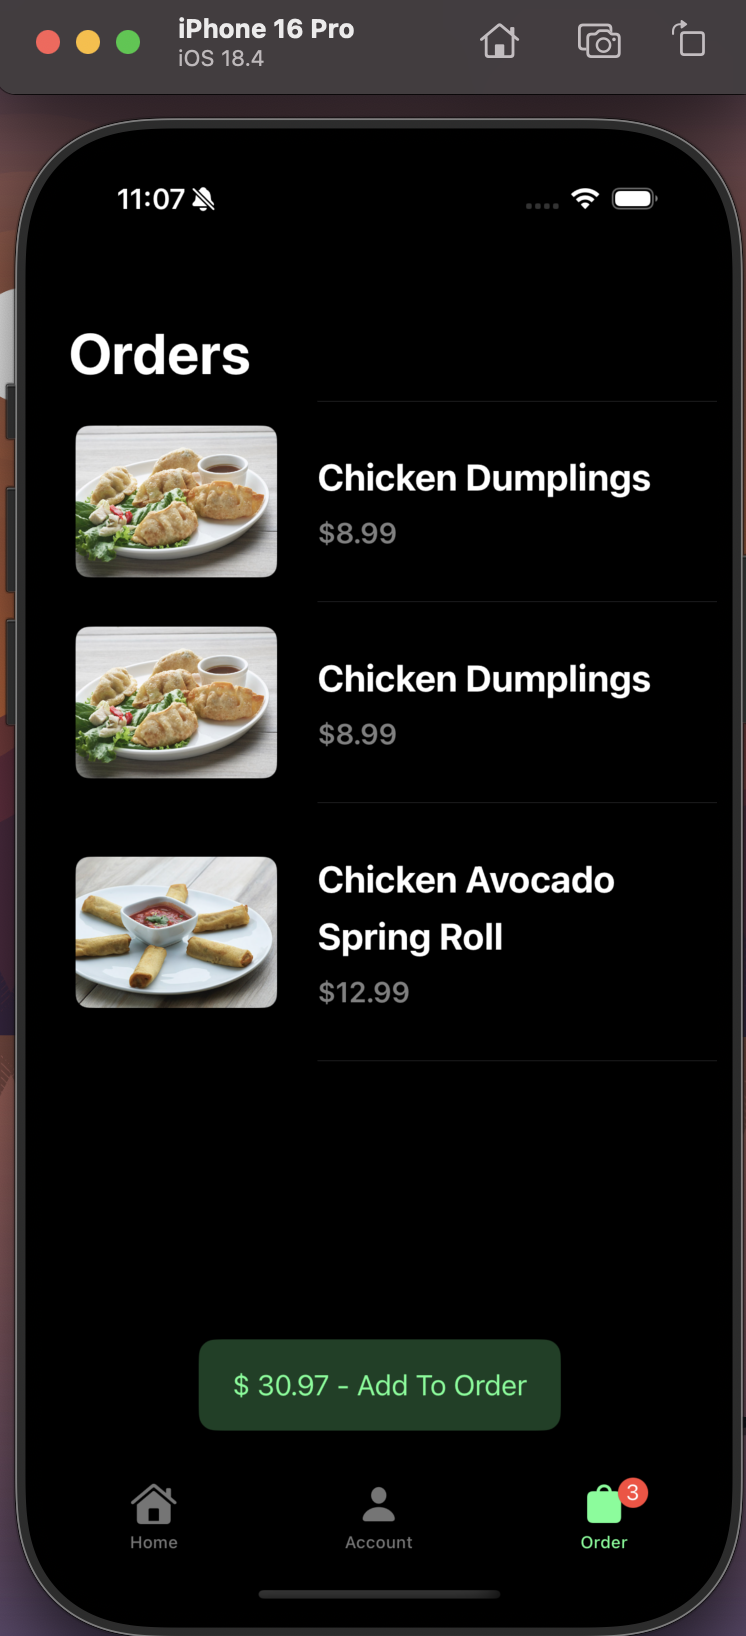 iPhone 16 Pro
iOS 18.4
11:07
Orders
Chicken Dumplings
$8.99
Chicken Dumplings
$8.99
Chicken Avocado
Spring Roll
$12.99
$ 30.97 - Add To Order
3
Home
Account
Order